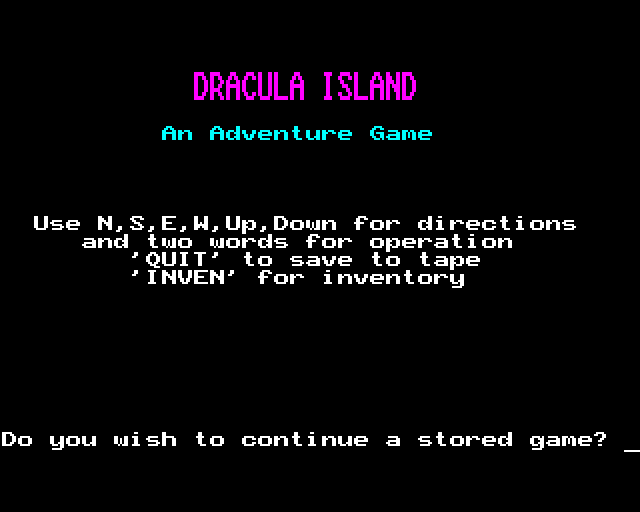 DRACULA ISLAND
An Adventure Game
Use N,S,E,W,Up,Down for directions
and two words for operation
'QUIT' to save to tape
'INVEN' for inventory
Do you wish to continue a stored game? _